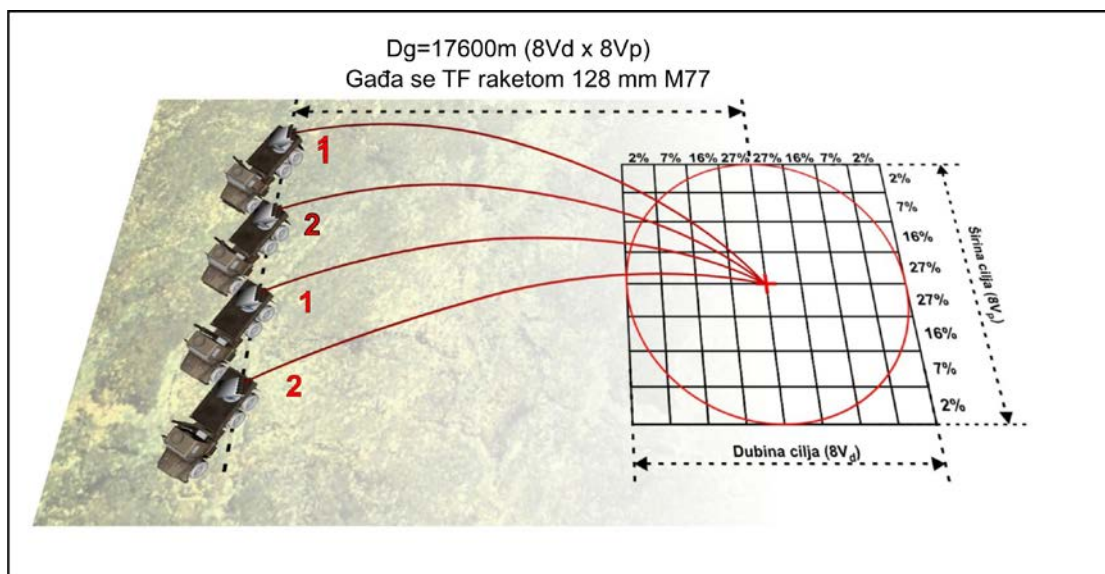 Dg=17600m (8Vd x 8Vp)
Gađa se TF raketom 128 mm M77
1
2
1
2
2% 7% 16% 27% 27% 16% 7% 2%
2%
7%
16%
27%
27%
16%
7%
2%
Širina cilja (8Vp)
Dubina cilja (8Vd)